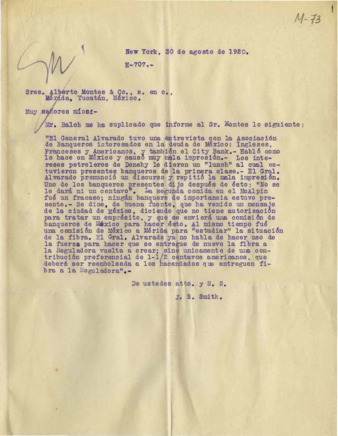 M-73
New York, 30 de agosto de 1920.
M-707.-
Sres. Alberto Montes & Co., s. en c.,
Mérida, Yucatán, México.
Muy señores míos:-
Mr. Balch me ha suplicado que informe al Sr. Montes lo siguiente:
"El General Alvarado tuvo una entrevista con la Asociación
de Banqueros interesados en la deuda de México: Ingleses,
Franceses y Americanos, y también el City Bank.- Habló como
lo hace en México y causó muy mala impresión.- Los inte-
reses petroleros de Doheny le dieron un "lunch" al cual es-
tuvieron presentes banqueros de la primera clase.- El Gral.
Alvarado pronunció un discurso y repitió la mala impresión.
Uno de los banqueros presentes dijo después de ésto: "No se
le dará ni un centavo". La segunda comida en el McAlpin
fué un fracaso; ningún banquero de importancia estuvo pre-
sente.- Se dice, de buena fuente, que ha venido un mensaje
de la ciudad de México, diciendo que no tiene autorización
para tratar un empréstito, y que se enviará una comisión de
banqueros de México para hacer ésto. Al mismo tiempo fué
una comisión de México a Mérida para "estudiar" la situación
de la fibra. El Gral. Alvarado ya no habla de hacer uso de
la fuerza para hacer que se entregue de nuevo la fibra a
la Reguladora vuelta a crear; sino unicamente de una con-
tribución preferencial de 1-1/2 centavos americanos, que
deberá ser reembolsada a los hacendados que entreguen fi-
bra a la Reguladora".-
De ustedes atto. y S. S.
J. S. Smith.